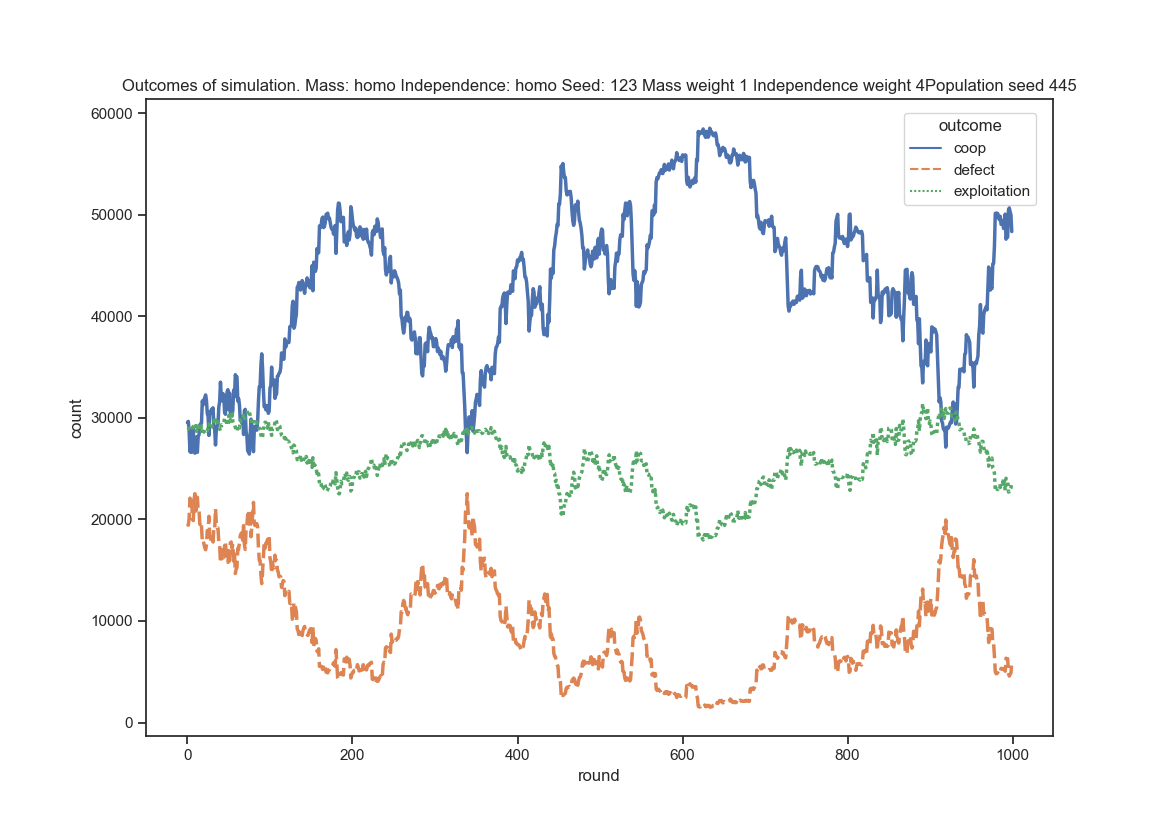 Outcomes of simulation. Mass: homo Independence: homo Seed: 123 Mass weight 1 Independence weight 4Population seed 445
60000
50000
40000
30000
20000
10000
0
count
outcome
coop
defect
exploitation
0 200 400 600 800 1000
round